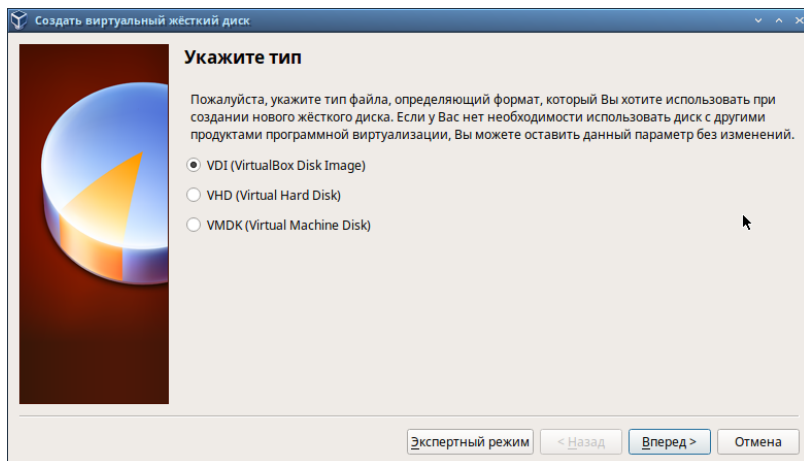 Создать виртуальный жёсткий диск
Укажите тип
Пожалуйста, укажите тип файла, определяющий формат, который Вы хотите использовать при
создании нового жёсткого диска. Если у Вас нет необходимости использовать диск с другими
продуктами программной виртуализации, Вы можете оставить данный параметр без изменений.
VDI (VirtualBox Disk Image)
VHD (Virtual Hard Disk)
VMDK (Virtual Machine Disk)
Экспертный режим < Назад Вперед > Отмена